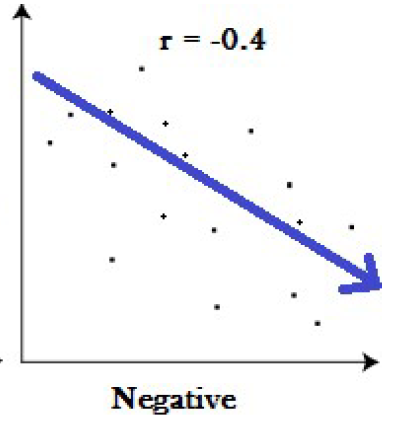 r = -0.4
Negative